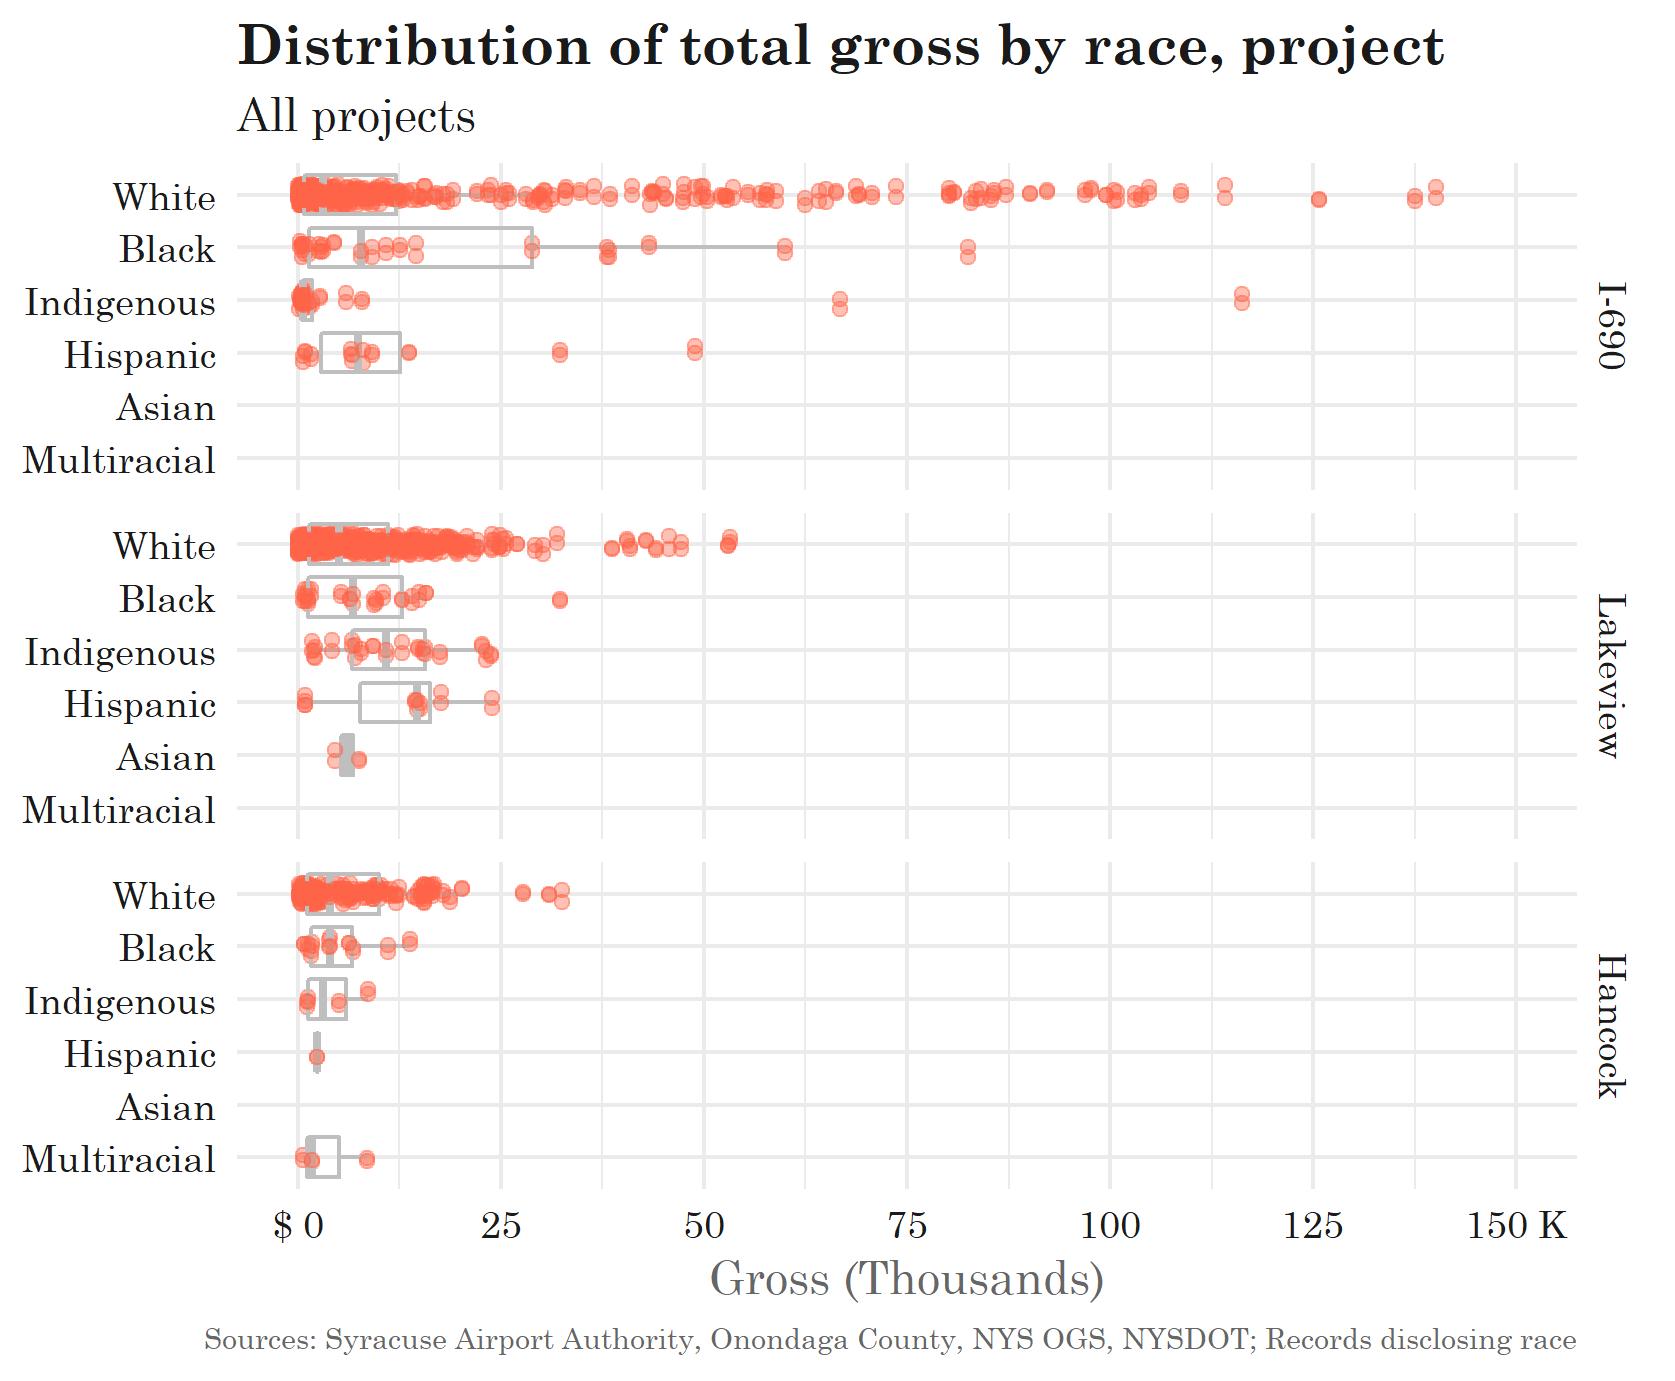 Distribution of total gross by race, project
All projects
White
Black
Indigenous
Hispanic
Asian
Multiracial
I-690
White
Black
Indigenous
Hispanic
Asian
Multiracial
Lakeview
White
Black
Indigenous
Hispanic
Asian
Multiracial
Hancock
$ 0 25 50 75 100 125 150 K
Gross (Thousands)
Sources: Syracuse Airport Authority, Onondaga County, NYS OGS, NYSDOT; Records disclosing race